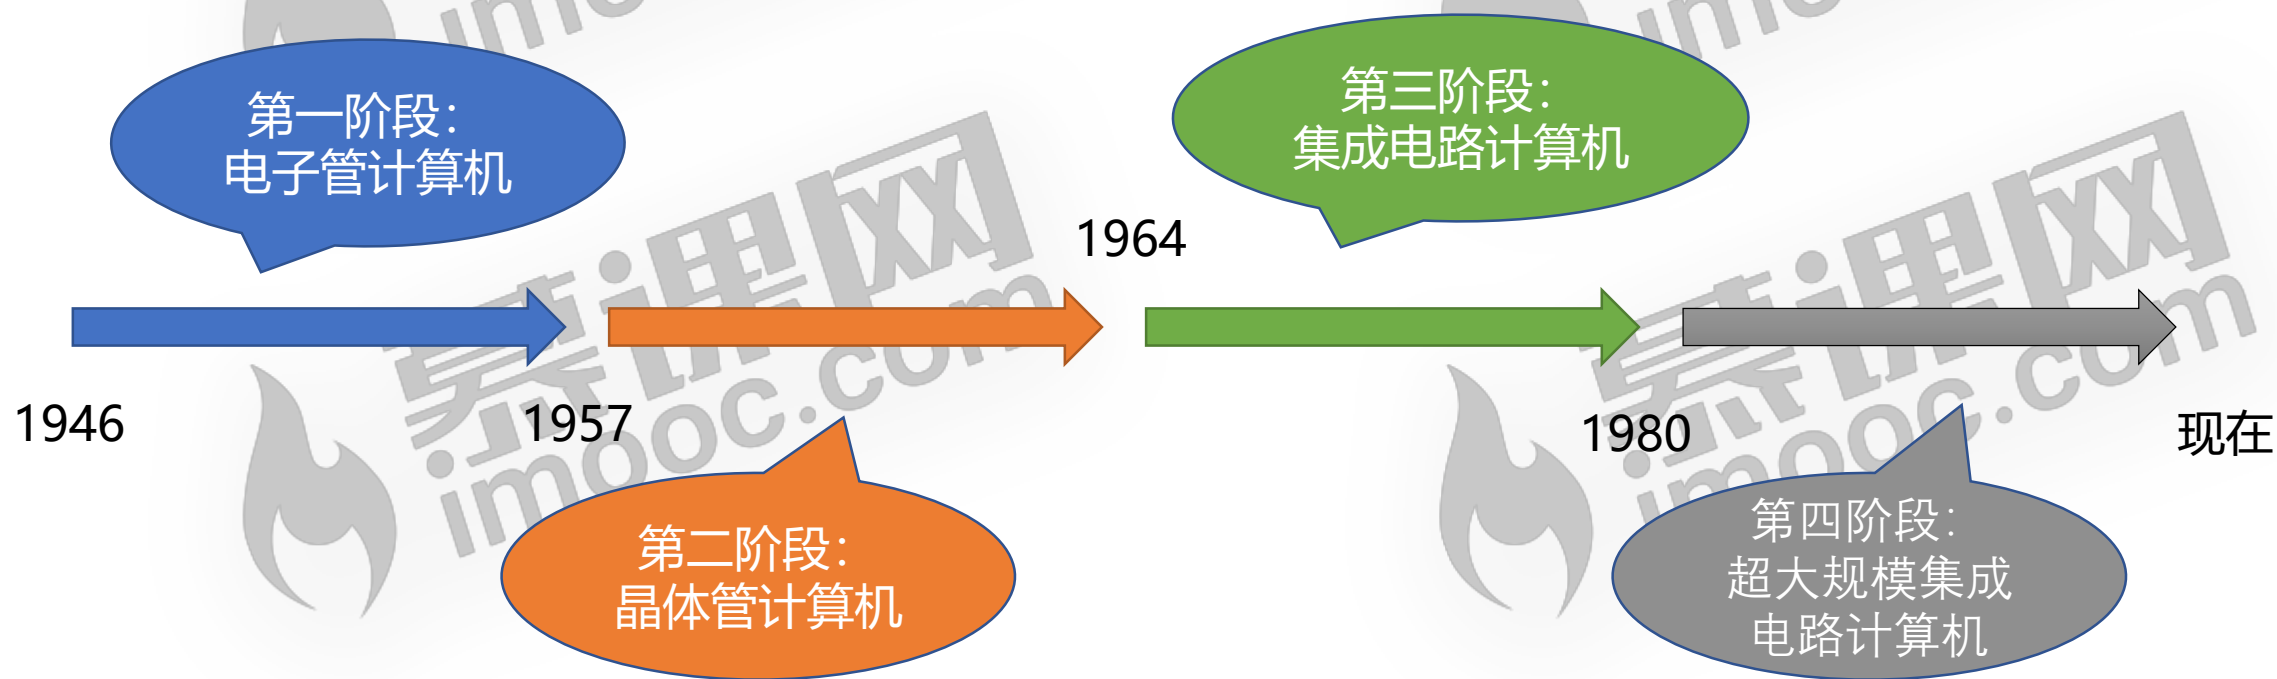 第一阶段：
电子管计算机
第三阶段：
集成电路计算机
1964
1946
1957
1980
现在
第二阶段：
晶体管计算机
第四阶段：
超大规模集成
电路计算机
慕课网
imooc.com
慕课网
imooc.com